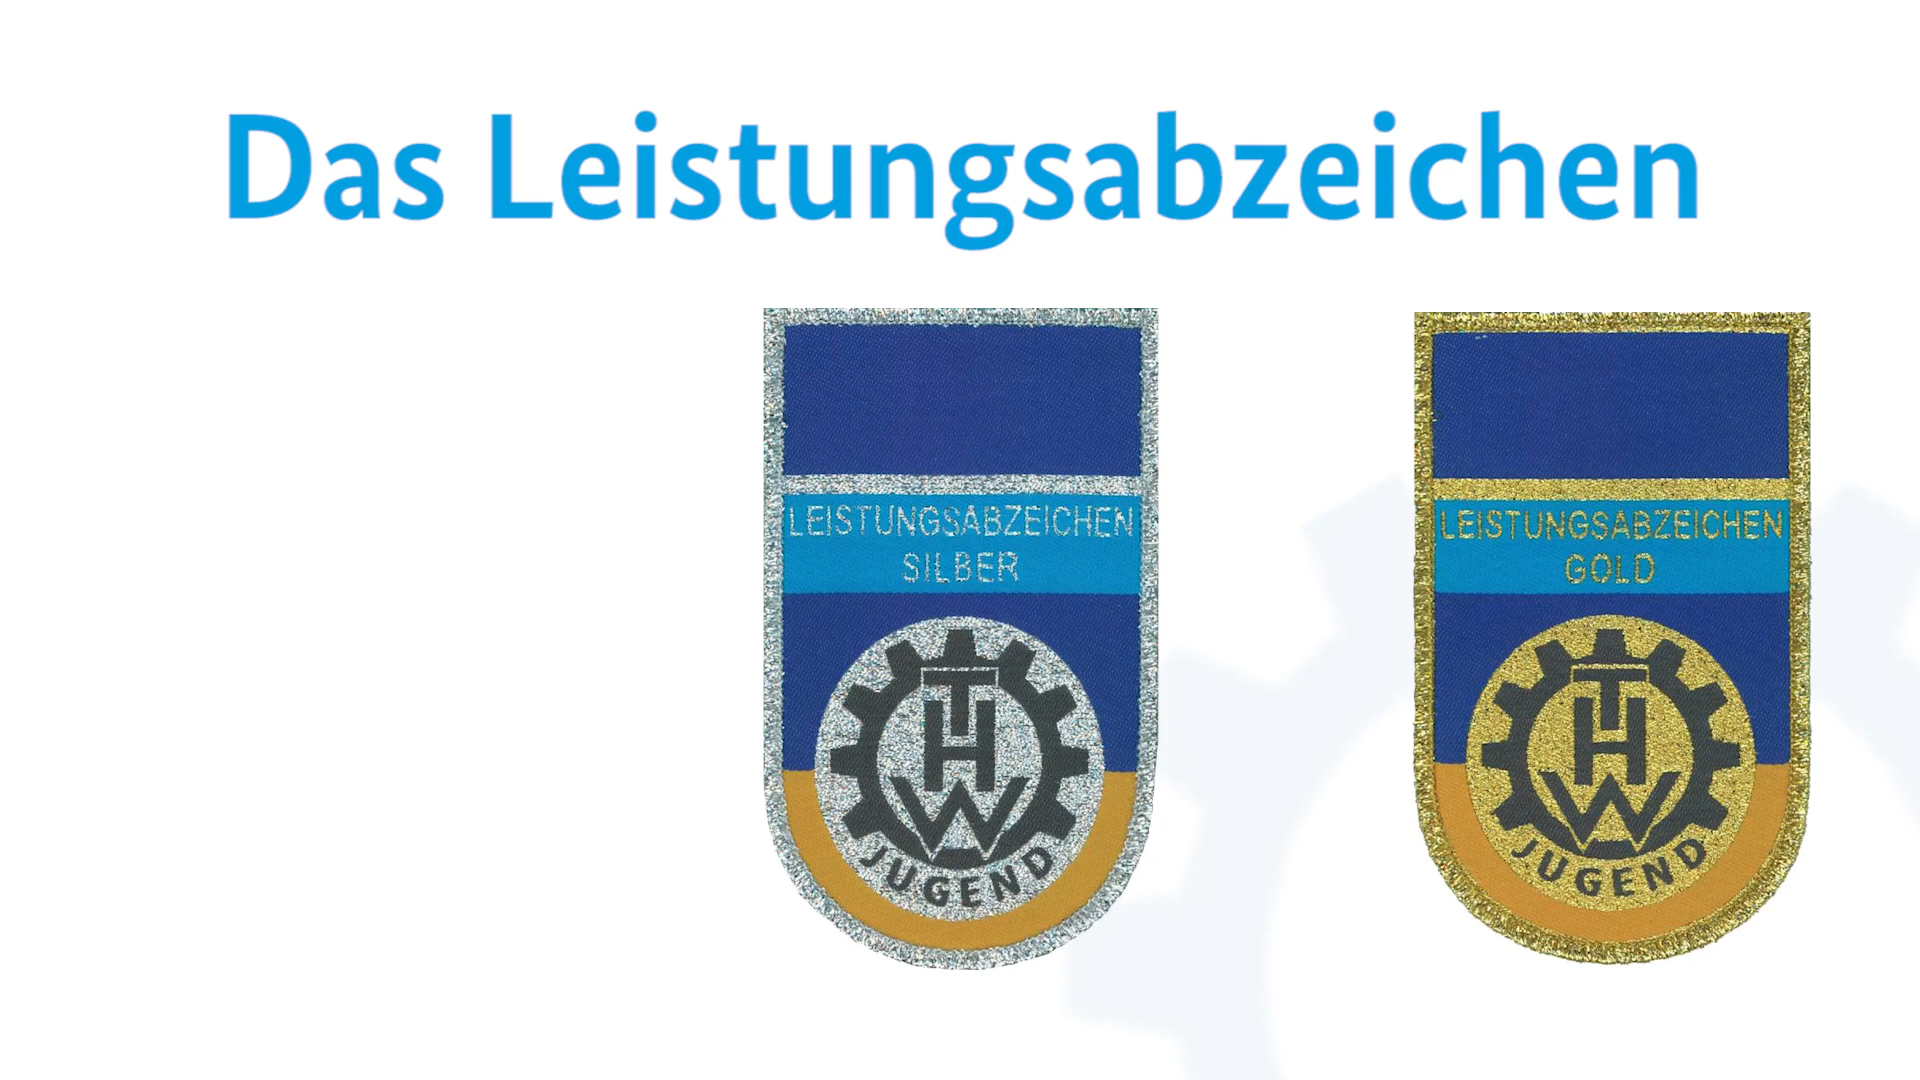 Das Leistungsabzeichen
LEISTUNGSABZEICHEN
SILBER
THW
JUGEND
LEISTUNGSABZEICHEN
GOLD
THW
JUGEND